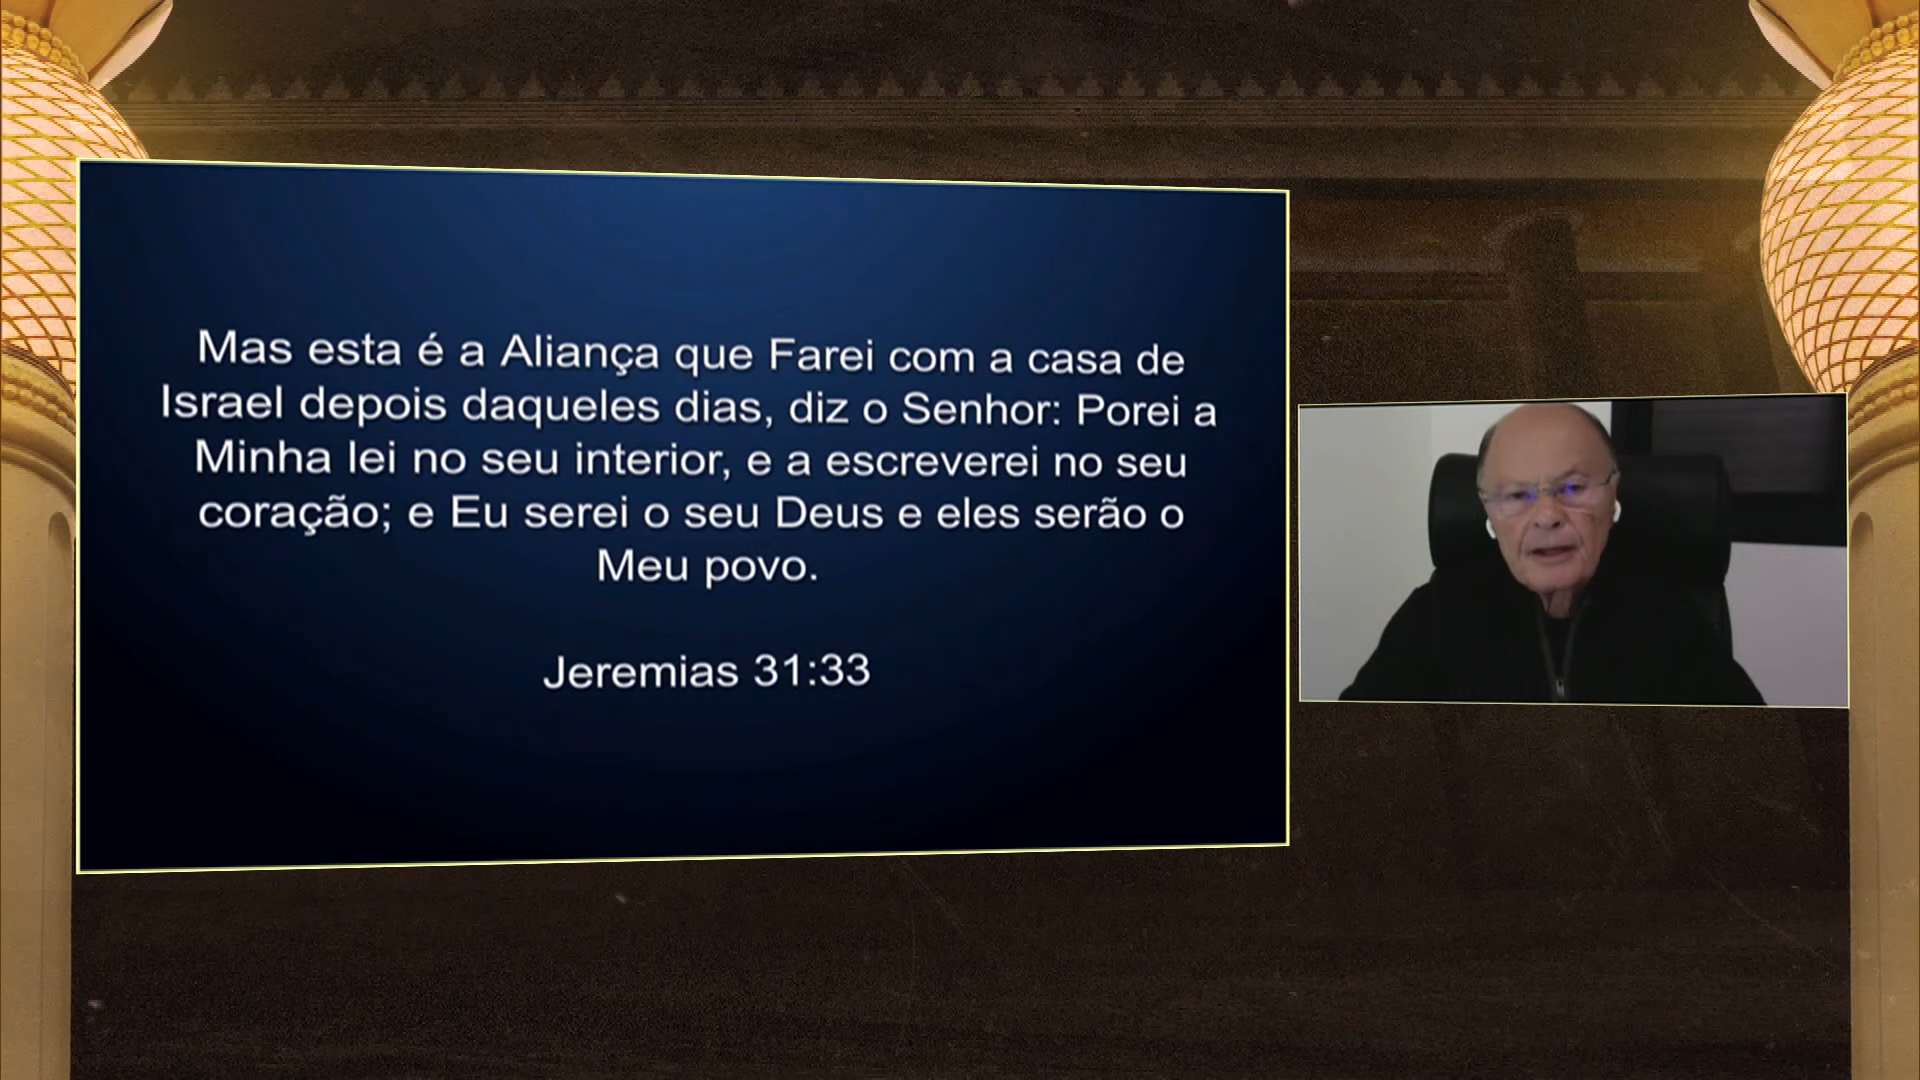 Mas esta é a Aliança que Farei com a casa de
Israel depois daqueles dias, diz o Senhor: Porei a
Minha lei no seu interior, e a escreverei no seu
coração; e Eu serei o seu Deus e eles serão o
Meu povo.
Jeremias 31:33